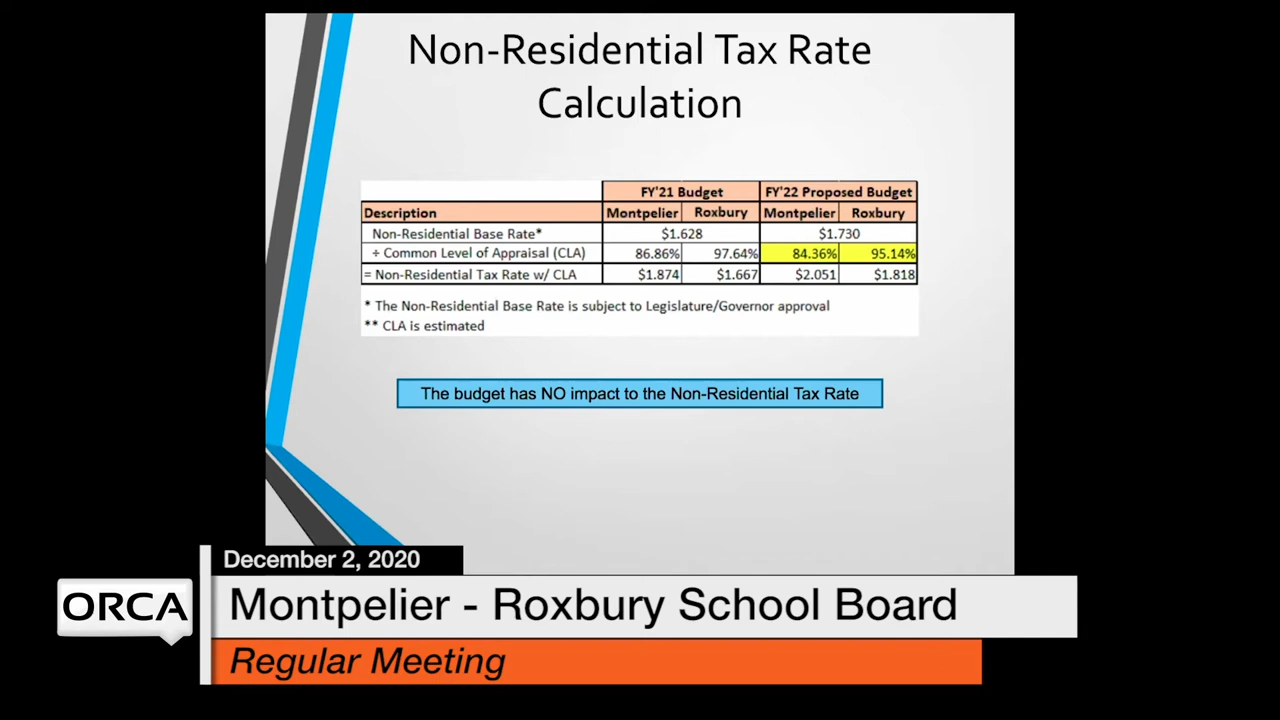 Non-Residential Tax Rate
Calculation
FY'21 Budget FY'22 Proposed Budget
Description Montpelier Roxbury Montpelier Roxbury
Non-Residential Base Rate* $1.628 $1.730
÷ Common Level of Appraisal (CLA) 86.86% 97.64% 84.36% 95.14%
= Non-Residential Tax Rate w/ CLA $1.874 $1.667 $2.051 $1.818
* The Non-Residential Base Rate is subject to Legislature/Governor approval
** CLA is estimated
The budget has NO impact to the Non-Residential Tax Rate
December 2, 2020
ORCA
Montpelier - Roxbury School Board
Regular Meeting